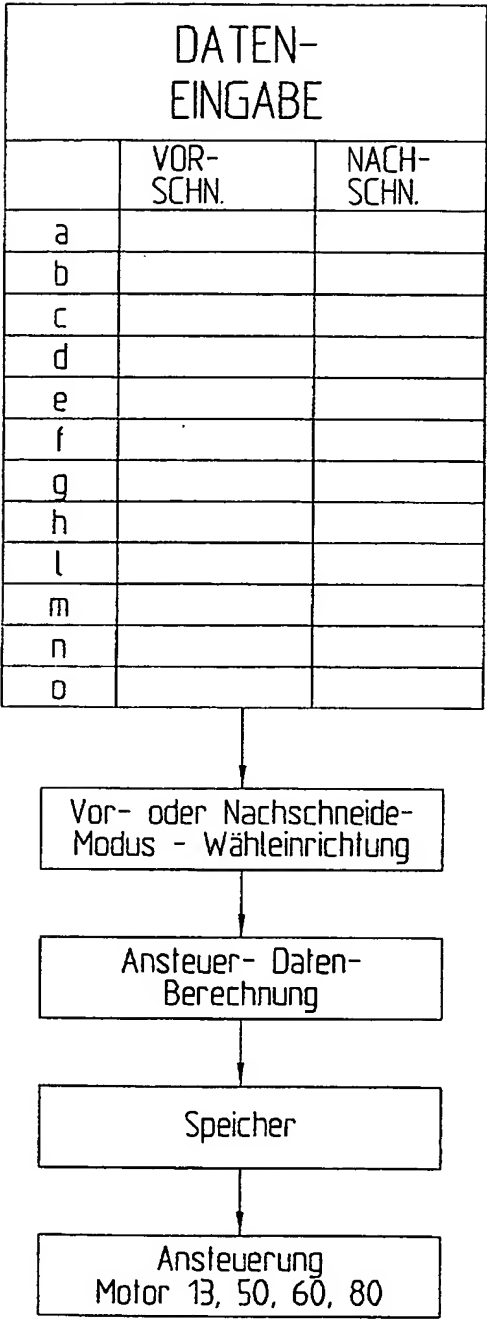 DATEN-
EINGABE
VOR- NACH-
SCHN. SCHN.
a
b
c
d
e
f
g
h
l
m
n
o
Vor- oder Nachschneide-
Modus - Wähleinrichtung
Ansteuer- Daten-
Berechnung
Speicher
Ansteuerung
Motor 13, 50, 60, 80